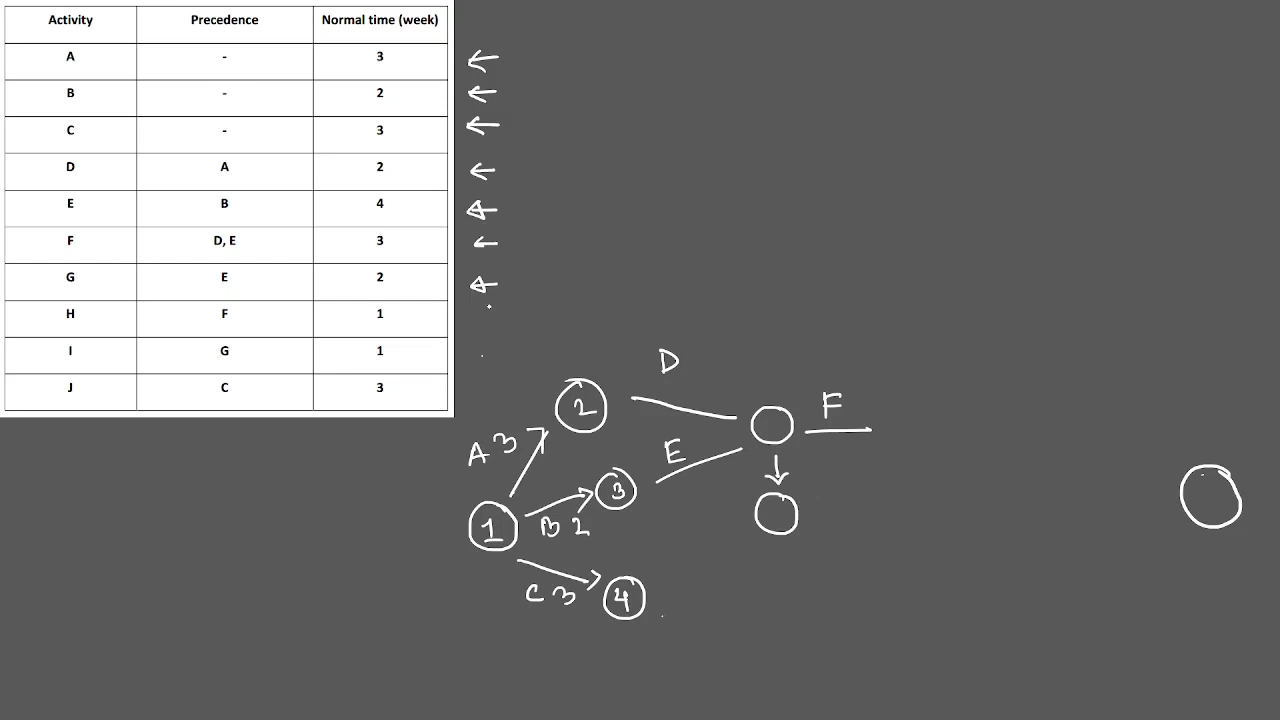 Activity Precedence Normal time (week)
A - 3
B - 2
C - 3
D A 2
E B 4
F D, E 3
G E 2
H F 1
I G 1
J C 3
D
2 F
A 3 E
3
1 B 2
C 3 4